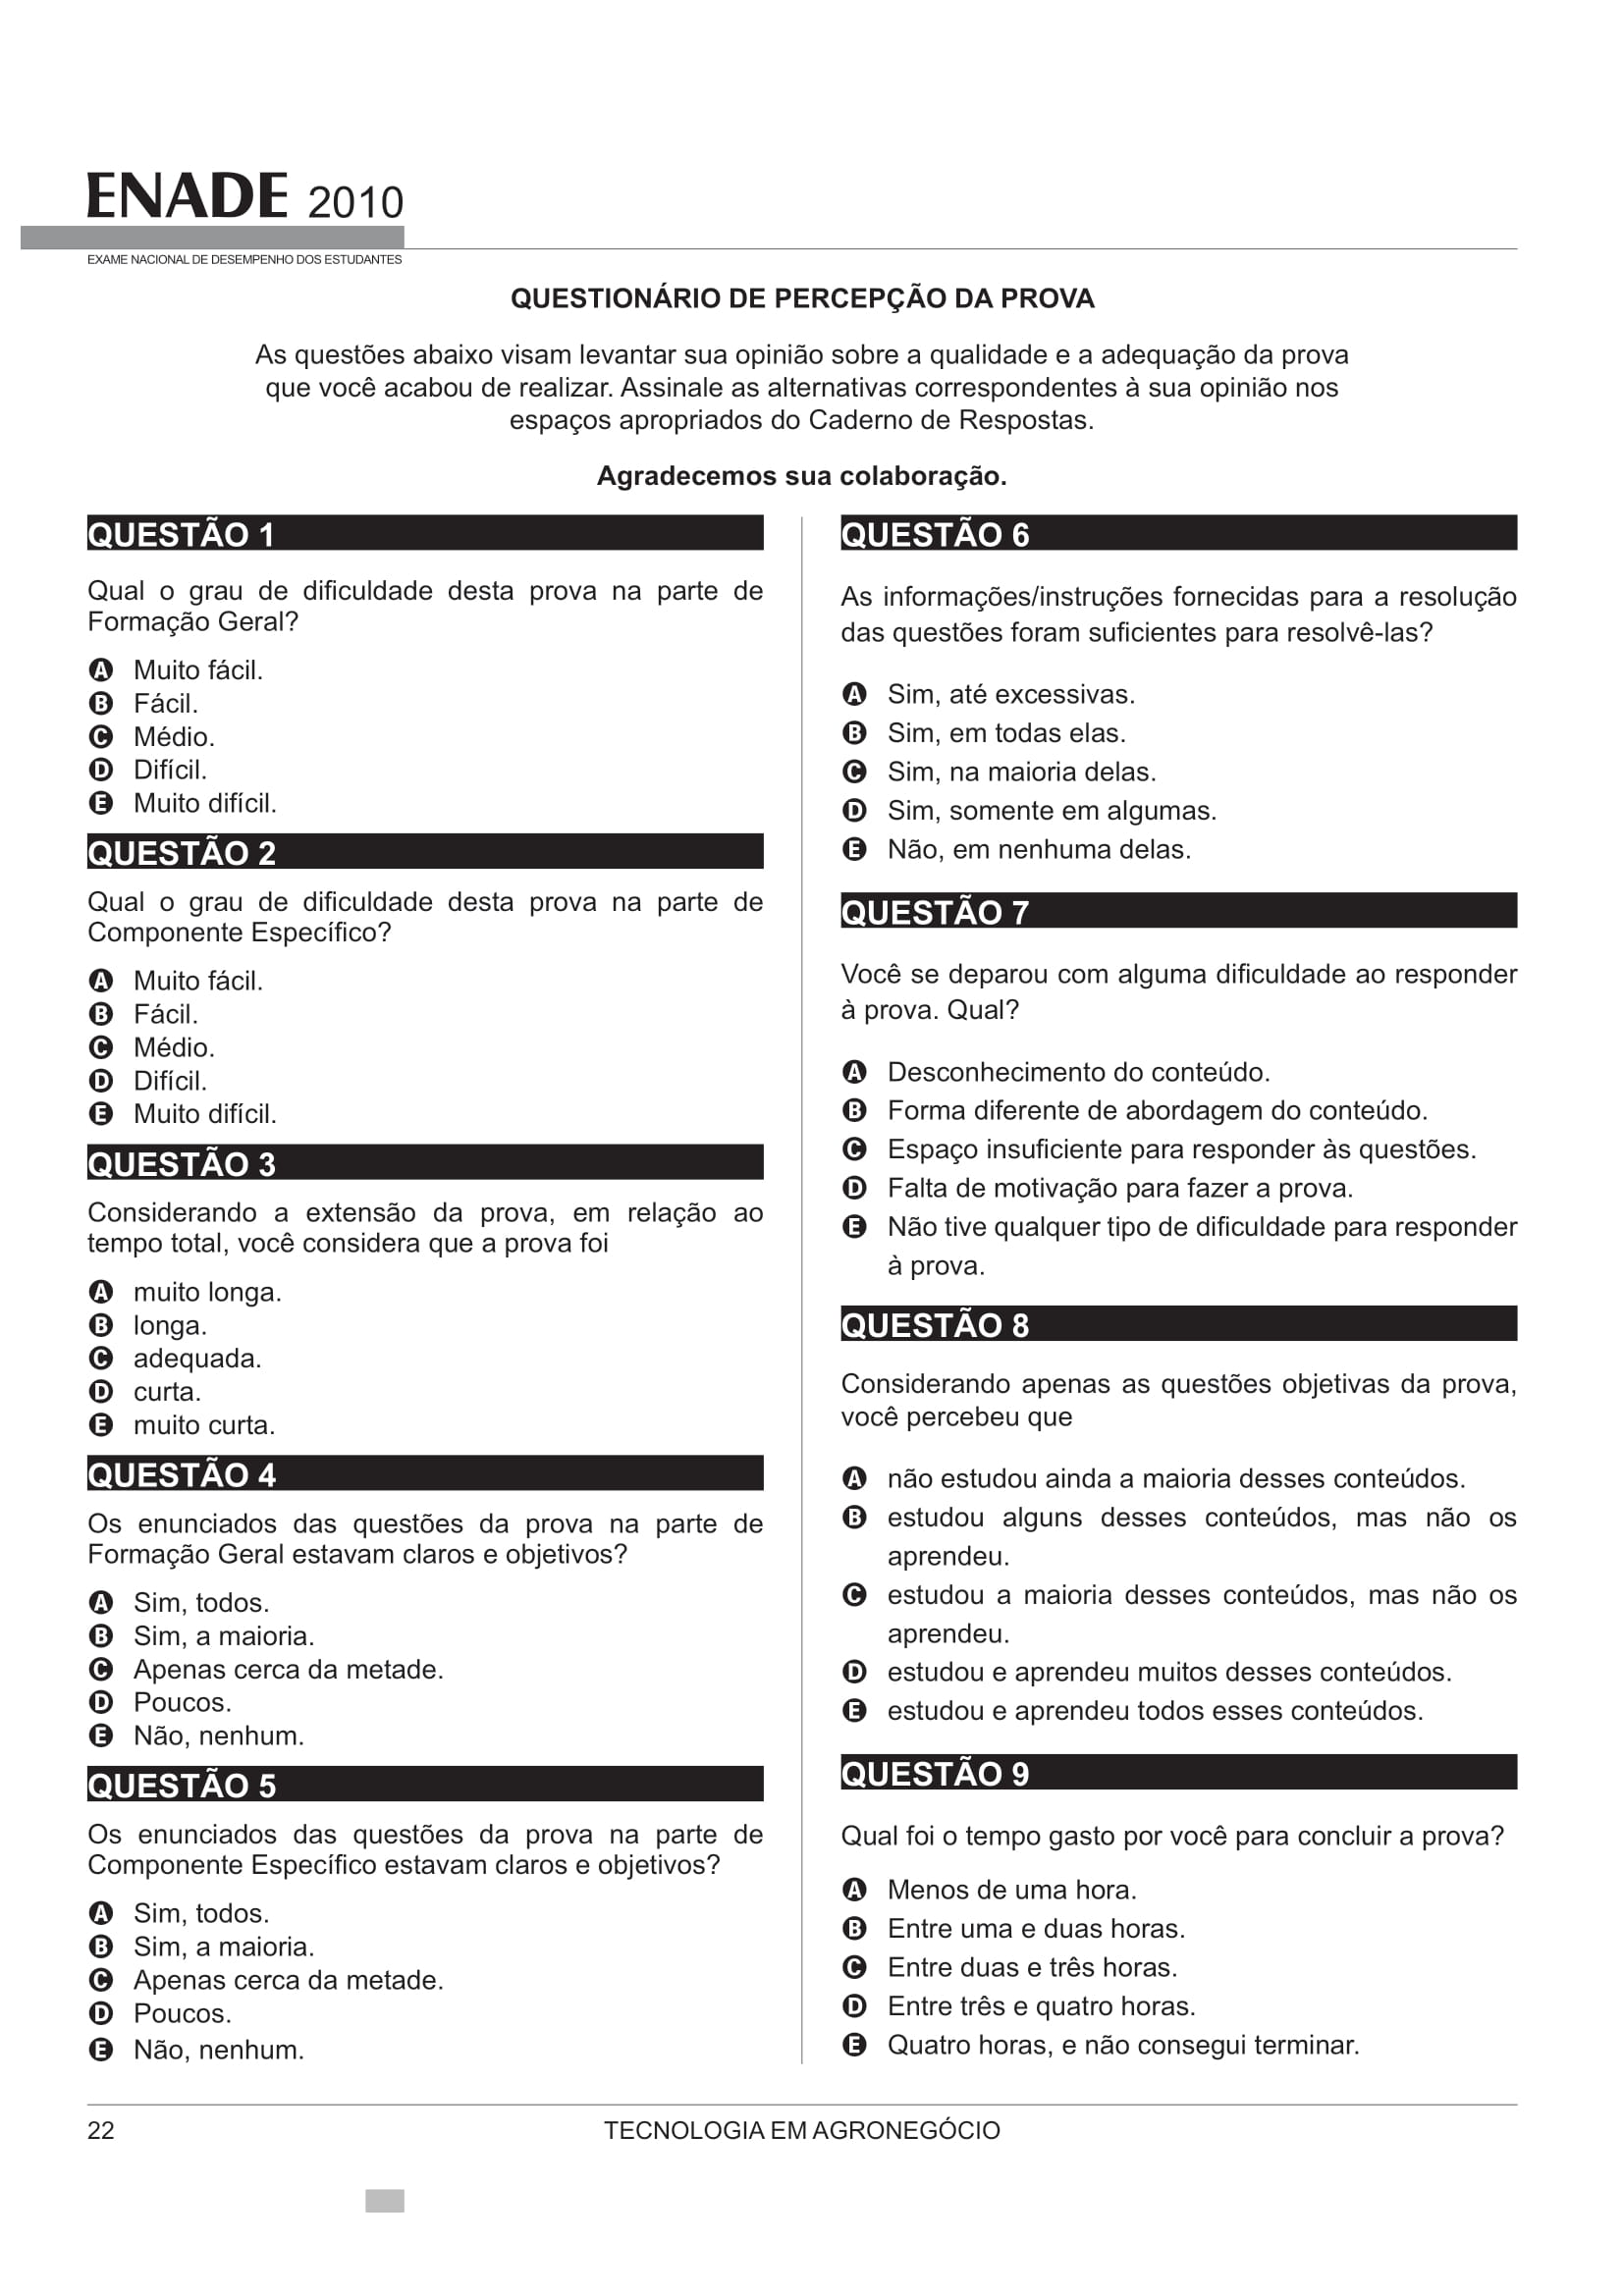 ENADE 2010
EXAME NACIONAL DE DESEMPENHO DOS ESTUDANTES
QUESTIONÁRIO DE PERCEPÇÃO DA PROVA
As questões abaixo visam levantar sua opinião sobre a qualidade e a adequação da prova
que você acabou de realizar. Assinale as alternativas correspondentes à sua opinião nos
espaços apropriados do Caderno de Respostas.
Agradecemos sua colaboração.
QUESTÃO 1
Qual o grau de dificuldade desta prova na parte de
Formação Geral?
A Muito fácil.
B Fácil.
C Médio.
D Difícil.
E Muito difícil.
QUESTÃO 2
Qual o grau de dificuldade desta prova na parte de
Componente Específico?
A Muito fácil.
B Fácil.
C Médio.
D Difícil.
E Muito difícil.
QUESTÃO 3
Considerando a extensão da prova, em relação ao
tempo total, você considera que a prova foi
A muito longa.
B longa.
C adequada.
D curta.
E muito curta.
QUESTÃO 4
Os enunciados das questões da prova na parte de
Formação Geral estavam claros e objetivos?
A Sim, todos.
B Sim, a maioria.
C Apenas cerca da metade.
D Poucos.
E Não, nenhum.
QUESTÃO 5
Os enunciados das questões da prova na parte de
Componente Específico estavam claros e objetivos?
A Sim, todos.
B Sim, a maioria.
C Apenas cerca da metade.
D Poucos.
E Não, nenhum.
QUESTÃO 6
As informações/instruções fornecidas para a resolução
das questões foram suficientes para resolvê-las?
A Sim, até excessivas.
B Sim, em todas elas.
C Sim, na maioria delas.
D Sim, somente em algumas.
E Não, em nenhuma delas.
QUESTÃO 7
Você se deparou com alguma dificuldade ao responder
à prova. Qual?
A Desconhecimento do conteúdo.
B Forma diferente de abordagem do conteúdo.
C Espaço insuficiente para responder às questões.
D Falta de motivação para fazer a prova.
E Não tive qualquer tipo de dificuldade para responder
à prova.
QUESTÃO 8
Considerando apenas as questões objetivas da prova,
você percebeu que
A não estudou ainda a maioria desses conteúdos.
B estudou alguns desses conteúdos, mas não os
aprendeu.
C estudou a maioria desses conteúdos, mas não os
aprendeu.
D estudou e aprendeu muitos desses conteúdos.
E estudou e aprendeu todos esses conteúdos.
QUESTÃO 9
Qual foi o tempo gasto por você para concluir a prova?
A Menos de uma hora.
B Entre uma e duas horas.
C Entre duas e três horas.
D Entre três e quatro horas.
E Quatro horas, e não consegui terminar.
22
TECNOLOGIA EM AGRONEGÓCIO